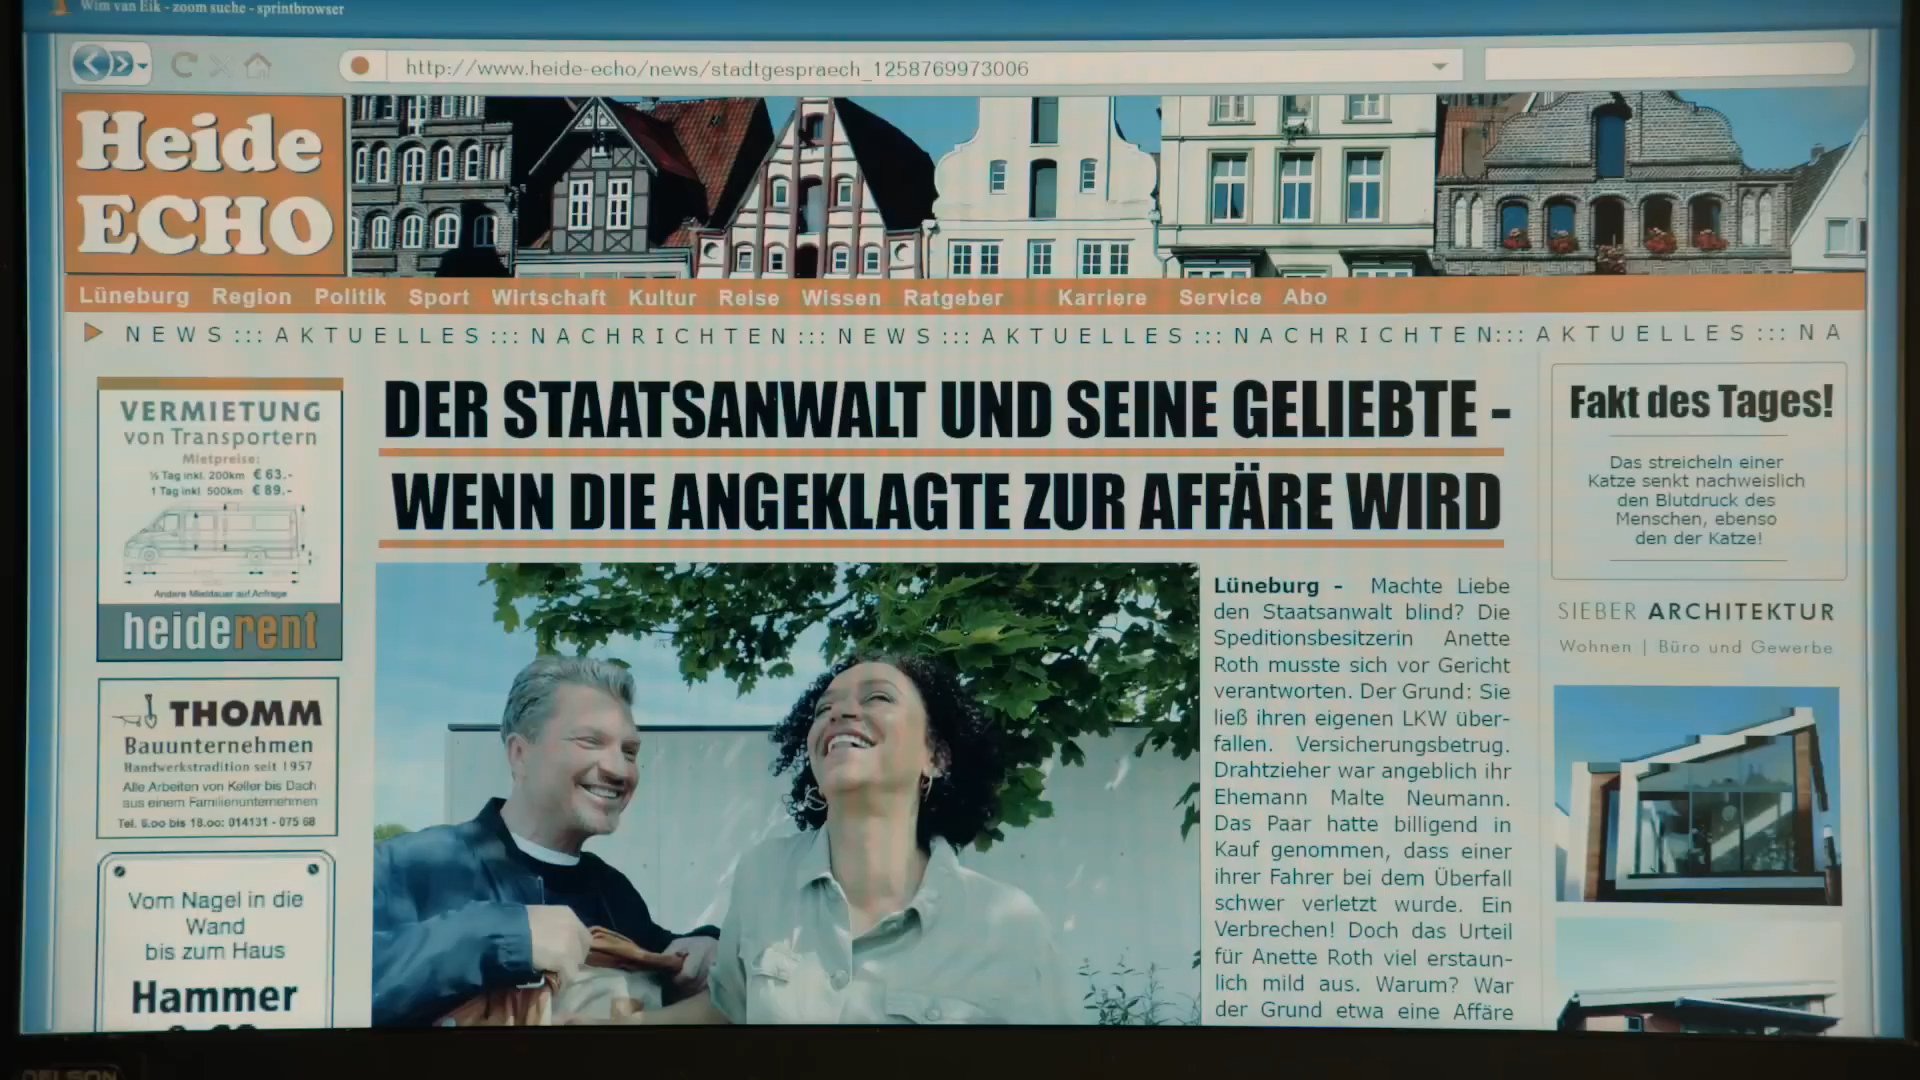 Wim van Eik - zoom suche - sprintbrowser
http://www.heide-echo/news/stadtgespraech_1258769973006
Heide
ECHO
Lüneburg Region Politik Sport Wirtschaft Kultur Reise Wissen Ratgeber Karriere Service Abo
NEWS ::: AKTUELLES ::: NACHRICHTEN ::: NEWS ::: AKTUELLES ::: NACHRICHTEN::: AKTUELLES ::: NA
VERMIETUNG
von Transportern
Mietpreise:
½ Tag inkl. 200km € 63.-
1 Tag inkl. 500km € 89.-
Andere Mietdauer auf Anfrage
heiderent
THOMM
Bauunternehmen
Handwerkstradition seit 1957
Alle Arbeiten von Keller bis Dach
aus einem Familienunternehmen
Tel. 6.oo bis 18.oo: 014131 - 075 68
Vom Nagel in die
Wand
bis zum Haus
Hammer
DER STAATSANWALT UND SEINE GELIEBTE -
WENN DIE ANGEKLAGTE ZUR AFFÄRE WIRD
Lüneburg - Machte Liebe
den Staatsanwalt blind? Die
Speditionsbesitzerin Anette
Roth musste sich vor Gericht
verantworten. Der Grund: Sie
ließ ihren eigenen LKW über-
fallen. Versicherungsbetrug.
Drahtzieher war angeblich ihr
Ehemann Malte Neumann.
Das Paar hatte billigend in
Kauf genommen, dass einer
ihrer Fahrer bei dem Überfall
schwer verletzt wurde. Ein
Verbrechen! Doch das Urteil
für Anette Roth viel erstaun-
lich mild aus. Warum? War
der Grund etwa eine Affäre
Fakt des Tages!
Das streicheln einer
Katze senkt nachweislich
den Blutdruck des
Menschen, ebenso
den der Katze!
SIEBER ARCHITEKTUR
Wohnen | Büro und Gewerbe